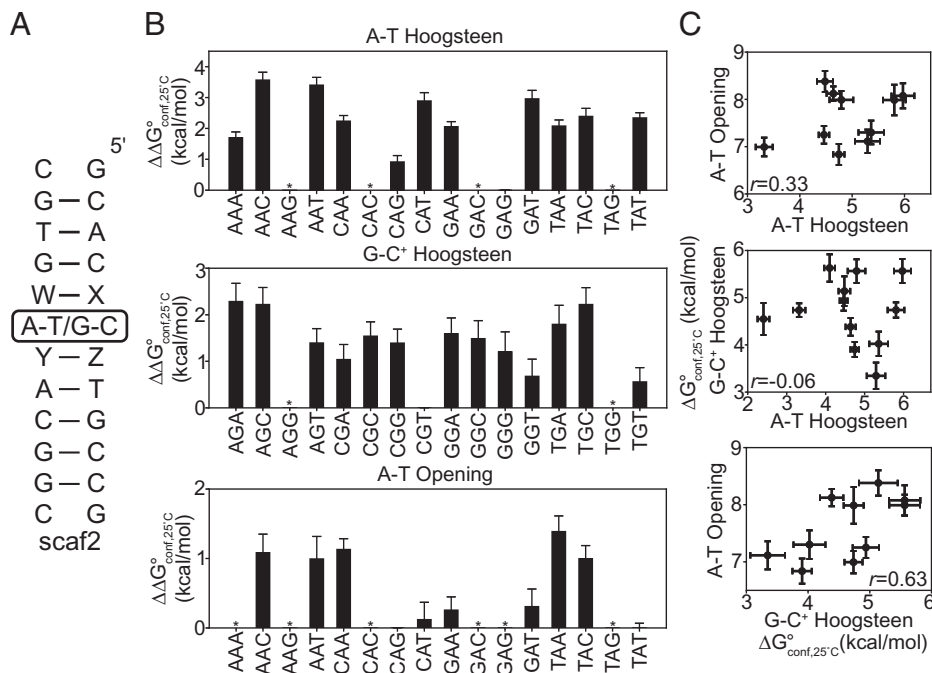 A
5'
C G
G – C
T – A
G – C
W – X
A-T/G-C
Y – Z
A – T
C – G
G – C
G – C
C G
scaf2
B
A-T Hoogsteen
ΔΔG°conf,25°C
(kcal/mol)
4
3
2
1
0
AAA
AAC
AAG*
AAT
CAA
CAC*
CAG
CAT
GAA
GAC*
GAG
GAT
TAA
TAC
TAG*
TAT
G-C+ Hoogsteen
ΔΔG°conf,25°C
(kcal/mol)
3
2
1
0
AGA
AGC
AGG*
AGT
CGA
CGC
CGG
CGT
GGA
GGC
GGG
GGT
TGA
TGC
TGG*
TGT
A-T Opening
ΔΔG°conf,25°C
(kcal/mol)
2
1
0
AAA*
AAC
AAG*
AAT
CAA
CAC*
CAG
CAT
GAA
GAC*
GAG*
GAT
TAA
TAC
TAG*
TAT
C
A-T Opening
9
8
7
6
r=0.33
3 4 5 6
A-T Hoogsteen
ΔG°conf,25°C (kcal/mol)
G-C+ Hoogsteen
6
5
4
3
r=-0.06
2 3 4 5 6 7
A-T Hoogsteen
A-T Opening
9
8
7
r=0.63
3 4 5 6
G-C+ Hoogsteen
ΔG°conf,25°C(kcal/mol)